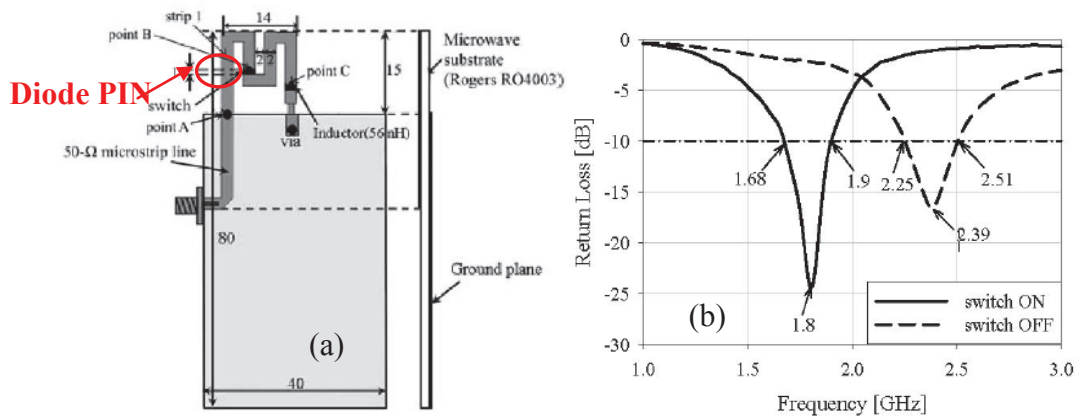 14
strip 1
point B
2 2
Diode PIN
switch
point C
15
Microwave
substrate
(Rogers RO4003)
point A
Inductor(56nH)
via
50-Ω microstrip line
80
Ground plane
(a)
40
0
-5
-10
-15
-20
-25
-30
Return Loss [dB]
1.68
1.9
2.25
2.51
2.39
1.8
(b)
switch ON
switch OFF
1.0
1.5
2.0
2.5
3.0
Frequency [GHz]